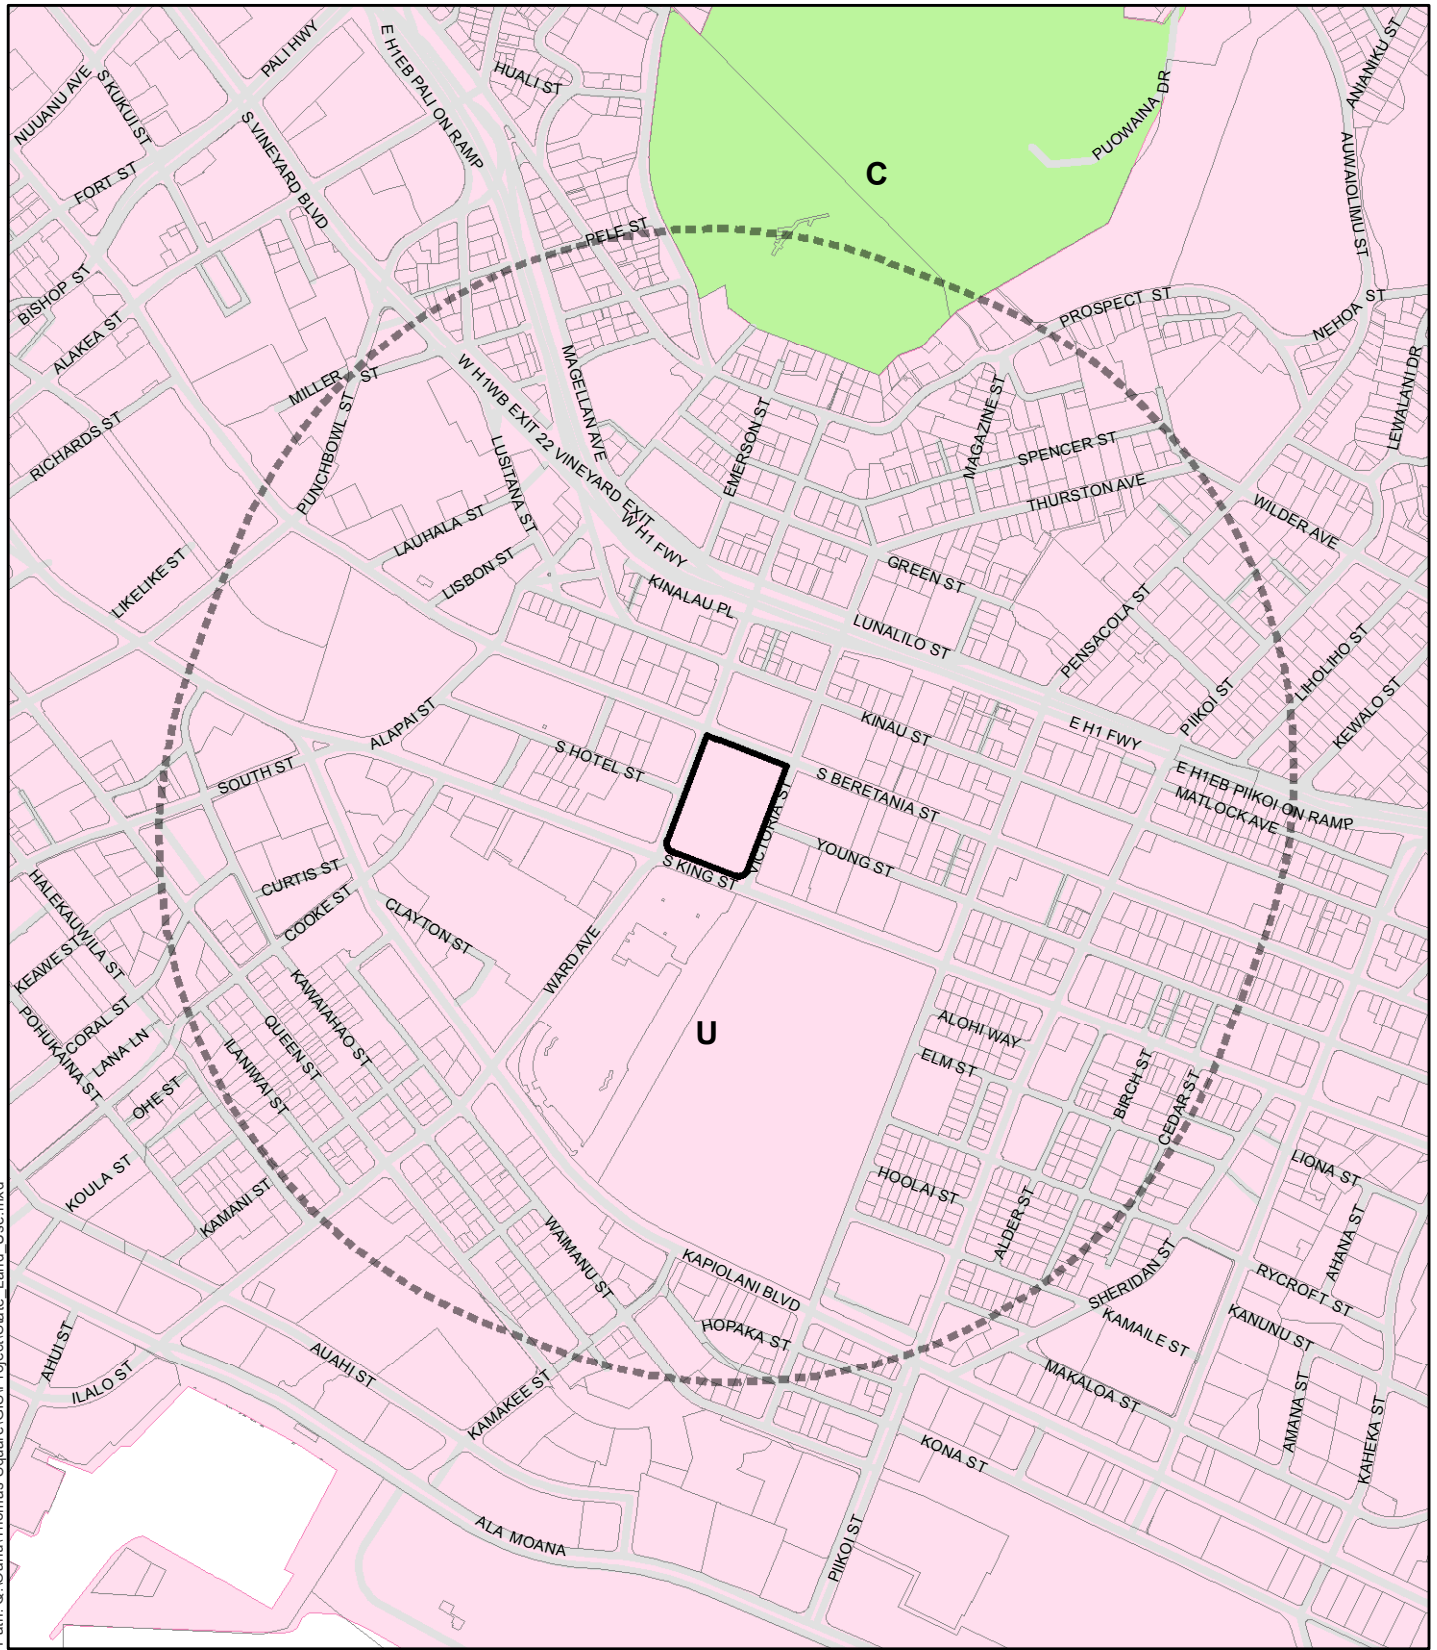 PALI HWY
E H1EB PALI ON RAMP
HUALI ST
ANIANIKU ST
NUUANU AVE
S KUKUI ST
S VINEYARD BLVD
PUOWAINA DR
AUWAIOLIMU ST
FORT ST
C
PELE ST
BISHOP ST
ALAKEA ST
PROSPECT ST
NEHOA ST
MILLER ST
MAGELLAN AVE
W H1WB EXIT 22 VINEYARD EXIT
LEWALANI DR
RICHARDS ST
PUNCHBOWL ST
LUSITANA ST
EMERSON ST
MAGAZINE ST
SPENCER ST
THURSTON AVE
WILDER AVE
LAUHALA ST
W H1 FWY
LIKELIKE ST
LISBON ST
KINALAU PL
GREEN ST
LUNALILO ST
PENSACOLA ST
LIHOLIHO ST
PIIKOI ST
KEWALO ST
ALAPAI ST
KINAU ST
E H1 FWY
SOUTH ST
S HOTEL ST
S BERETANIA ST
E H1EB PIIKOI ON RAMP
MATLOCK AVE
VICTORIA ST
YOUNG ST
S KING ST
HALEKAUWILA ST
CURTIS ST
COOKE ST
CLAYTON ST
WARD AVE
KEAWE ST
KAWAIAHAO ST
CORAL ST
POHUKAINA ST
LANA LN
QUEEN ST
ILANIWAI ST
U
ALOHI WAY
ELM ST
BIRCH ST
CEDAR ST
OHE ST
KOULA ST
KAMANI ST
HOOLAI ST
ALDER ST
LIONA ST
AHANA ST
WAIMANU ST
KAPIOLANI BLVD
SHERIDAN ST
RYCROFT ST
KANUNU ST
KAMAILE ST
HOPAKA ST
AHUI ST
ILALO ST
AUAHI ST
KAMAKEE ST
MAKALOA ST
AMANA ST
KAHEKA ST
KONA ST
ALA MOANA
PIIKOI ST